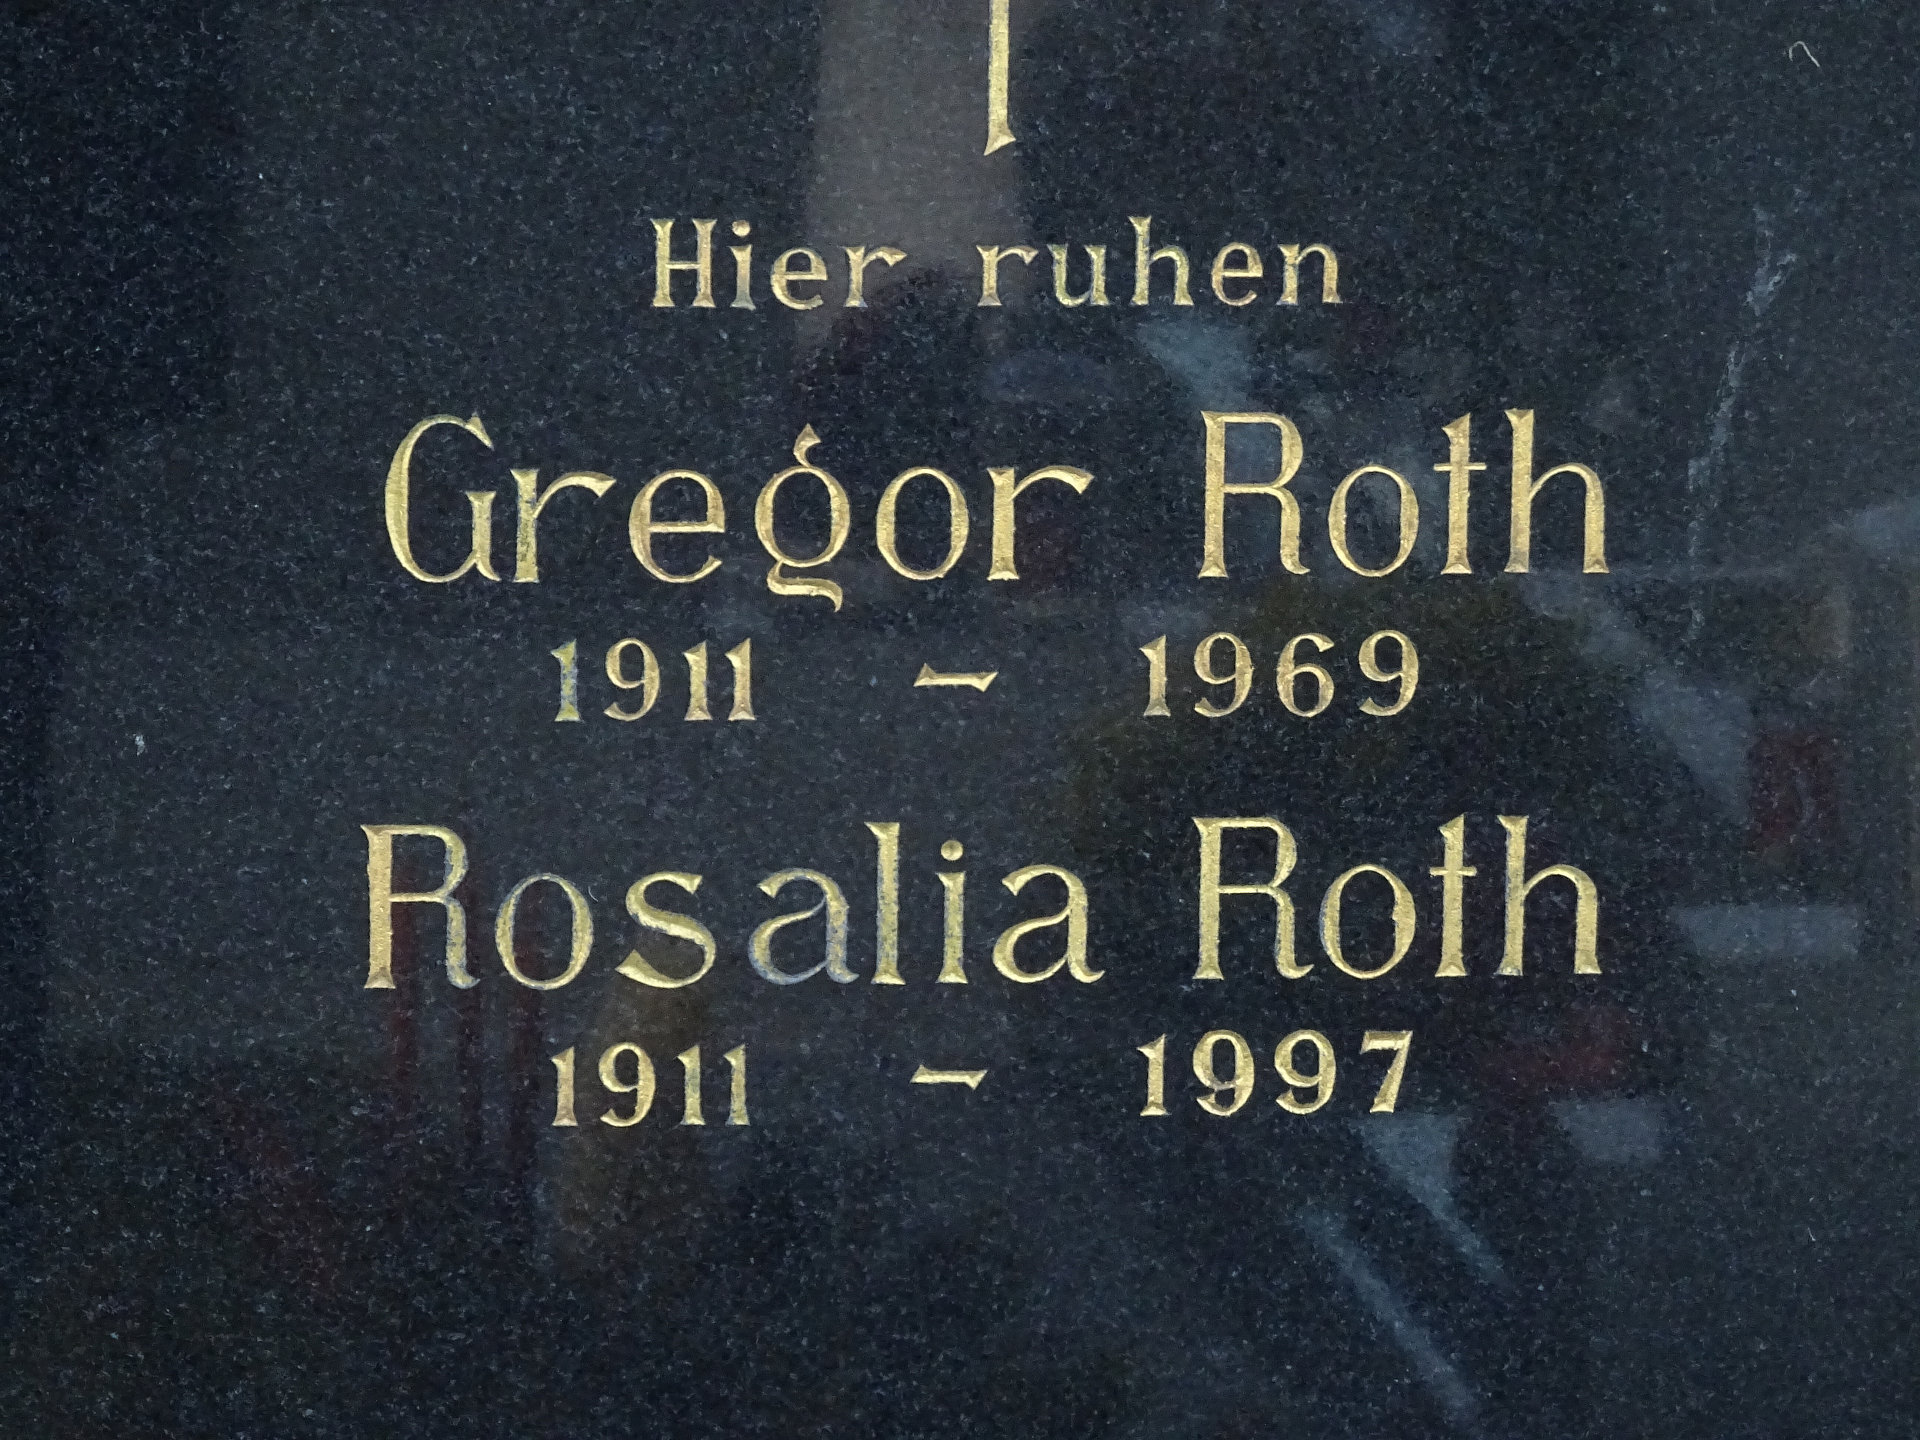 Hier ruhen
Gregor Roth
1911 - 1969
Rosalia Roth
1911 - 1997